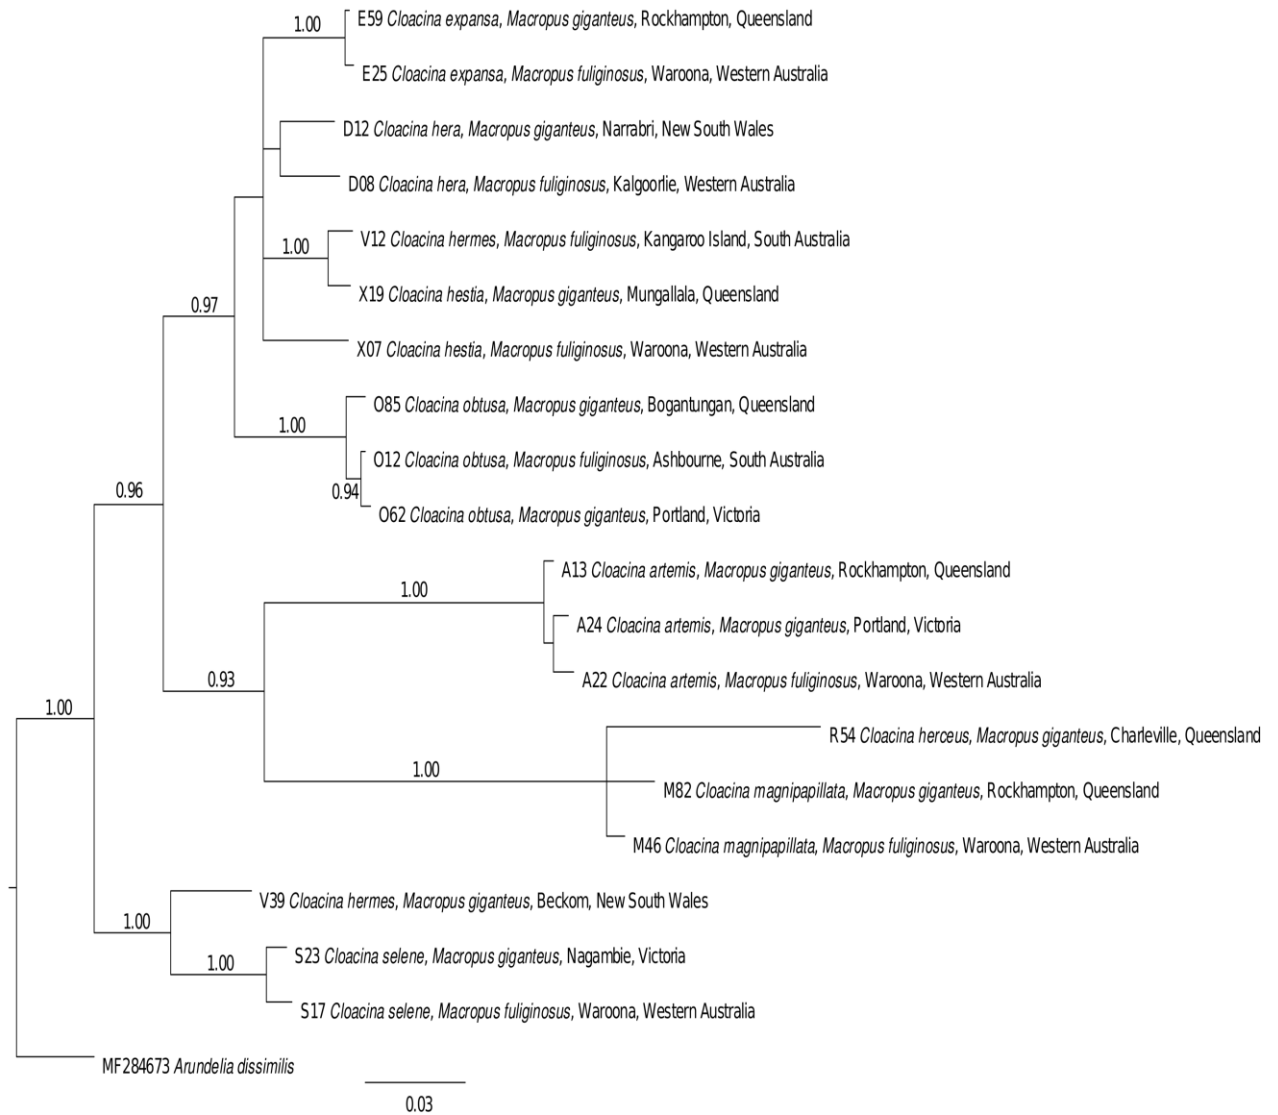 1.00
E59 Cloacina expansa, Macropus giganteus, Rockhampton, Queensland
E25 Cloacina expansa, Macropus fuliginosus, Waroona, Western Australia
D12 Cloacina hera, Macropus giganteus, Narrabri, New South Wales
D08 Cloacina hera, Macropus fuliginosus, Kalgoorlie, Western Australia
1.00
V12 Cloacina hermes, Macropus fuliginosus, Kangaroo Island, South Australia
X19 Cloacina hestia, Macropus giganteus, Mungallala, Queensland
0.97
X07 Cloacina hestia, Macropus fuliginosus, Waroona, Western Australia
O85 Cloacina obtusa, Macropus giganteus, Bogantungan, Queensland
1.00
O12 Cloacina obtusa, Macropus fuliginosus, Ashbourne, South Australia
0.96
0.94
O62 Cloacina obtusa, Macropus giganteus, Portland, Victoria
A13 Cloacina artemis, Macropus giganteus, Rockhampton, Queensland
1.00
A24 Cloacina artemis, Macropus giganteus, Portland, Victoria
0.93
A22 Cloacina artemis, Macropus fuliginosus, Waroona, Western Australia
1.00
R54 Cloacina herceus, Macropus giganteus, Charleville, Queensland
1.00
M82 Cloacina magnipapillata, Macropus giganteus, Rockhampton, Queensland
M46 Cloacina magnipapillata, Macropus fuliginosus, Waroona, Western Australia
V39 Cloacina hermes, Macropus giganteus, Beckom, New South Wales
1.00
S23 Cloacina selene, Macropus giganteus, Nagambie, Victoria
1.00
S17 Cloacina selene, Macropus fuliginosus, Waroona, Western Australia
MF284673 Arundelia dissimilis
0.03